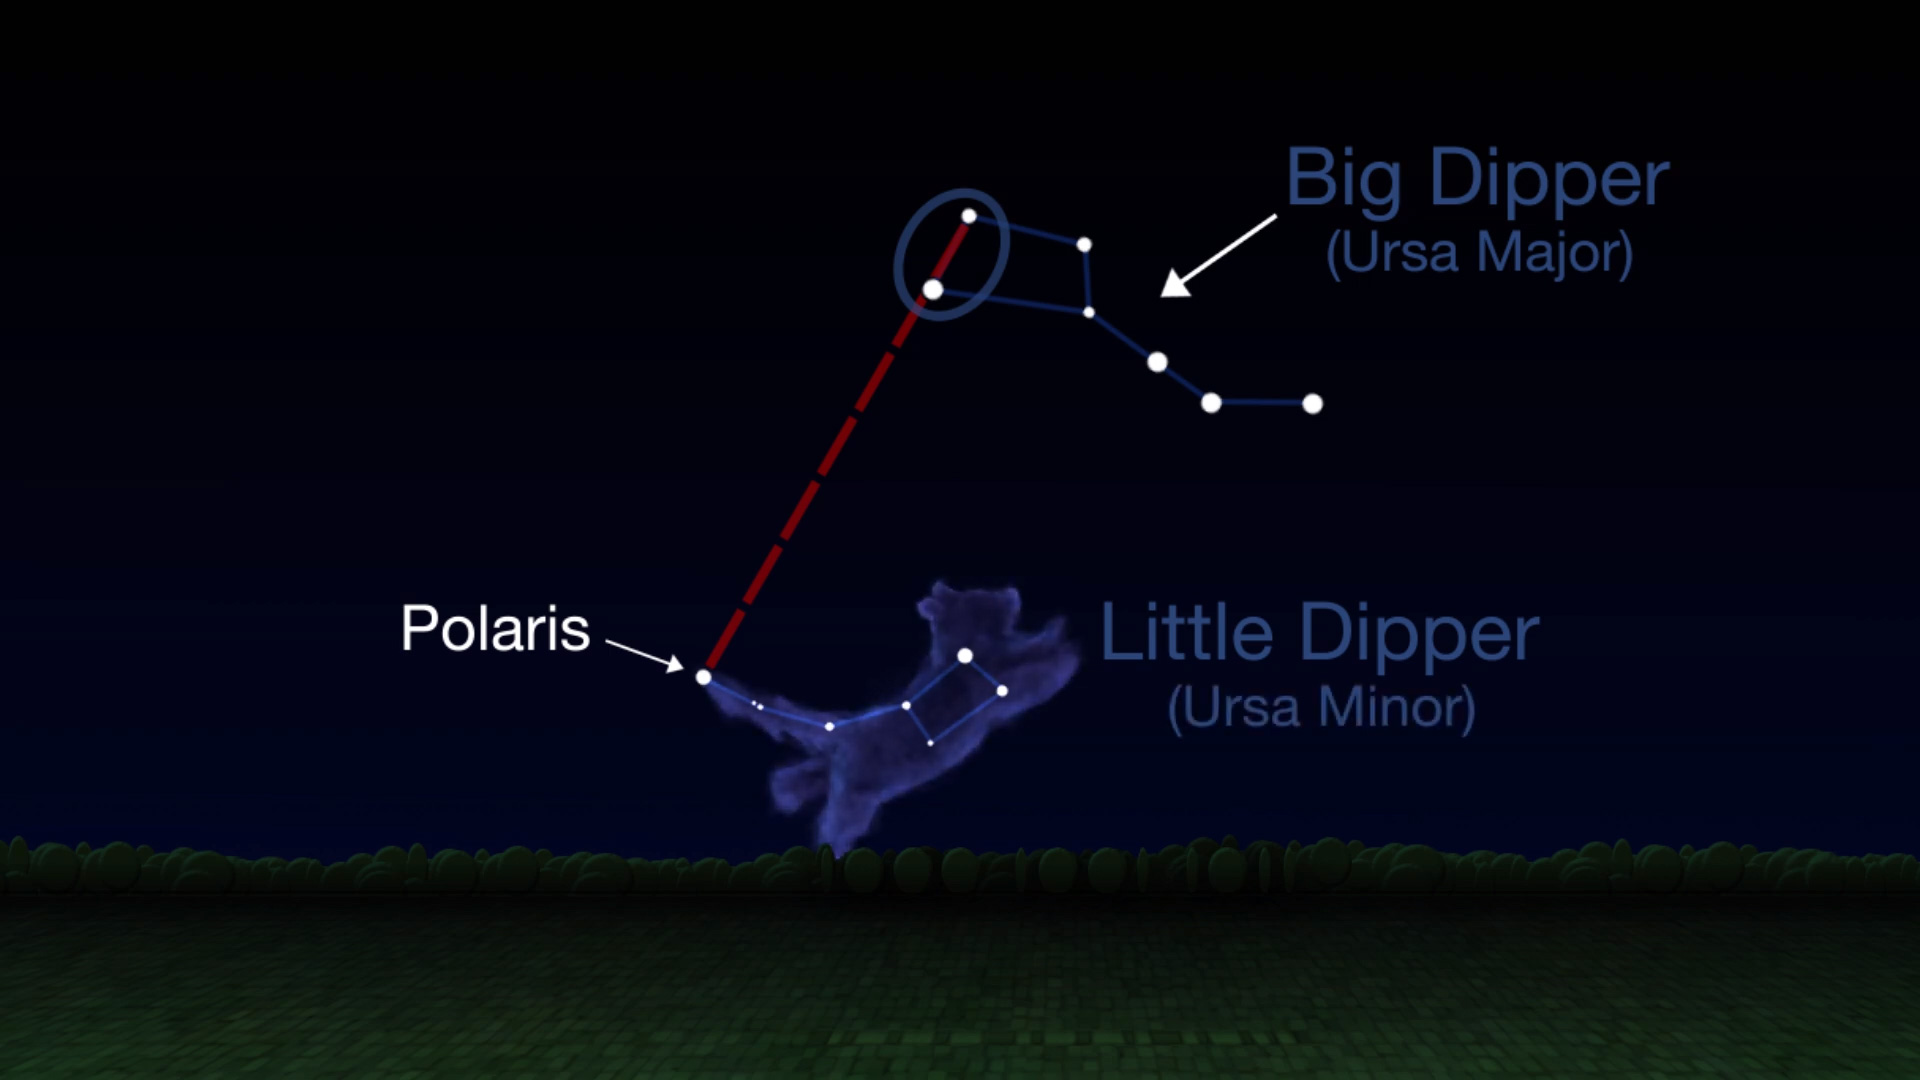 Big Dipper
(Ursa Major)
Polaris
Little Dipper
(Ursa Minor)